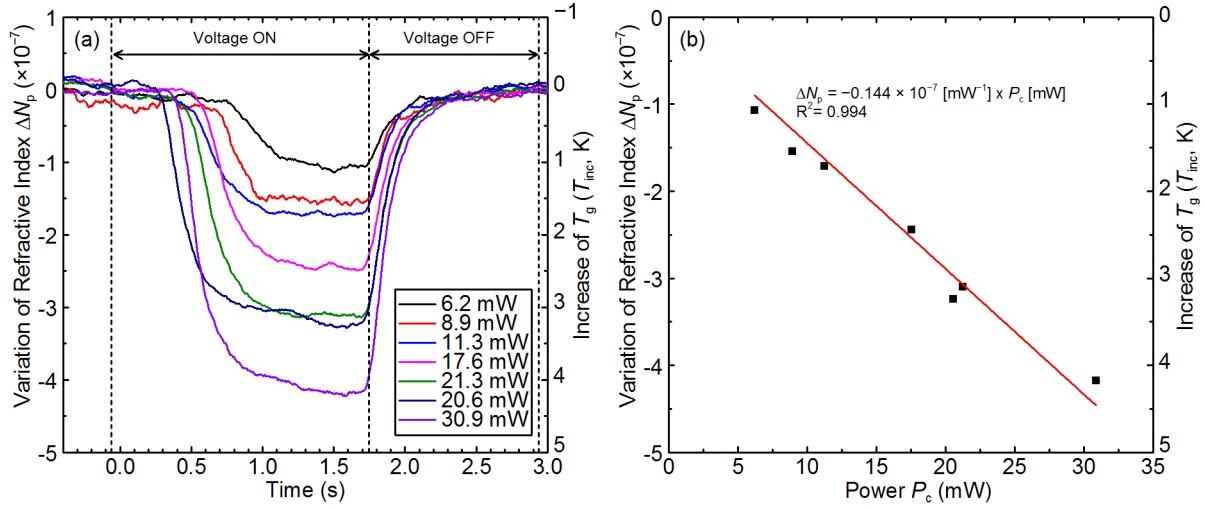 (a)
Voltage ON
Voltage OFF
Variation of Refractive Index ΔNp (×10−7)
1
0
-1
-2
-3
-4
-5
0.0 0.5 1.0 1.5 2.0 2.5 3.0
Time (s)
−1
0
1
2
3
4
5
Increase of Tg (Tinc, K)
6.2 mW
8.9 mW
11.3 mW
17.6 mW
21.3 mW
20.6 mW
30.9 mW
(b)
Variation of Refractive Index ΔNp (×10−7)
0
-1
-2
-3
-4
-5
ΔNp = −0.144 × 10−7 [mW−1] x Pc [mW]
R2= 0.994
0 5 10 15 20 25 30 35
Power Pc (mW)
0
1
2
3
4
5
Increase of Tg (Tinc, K)